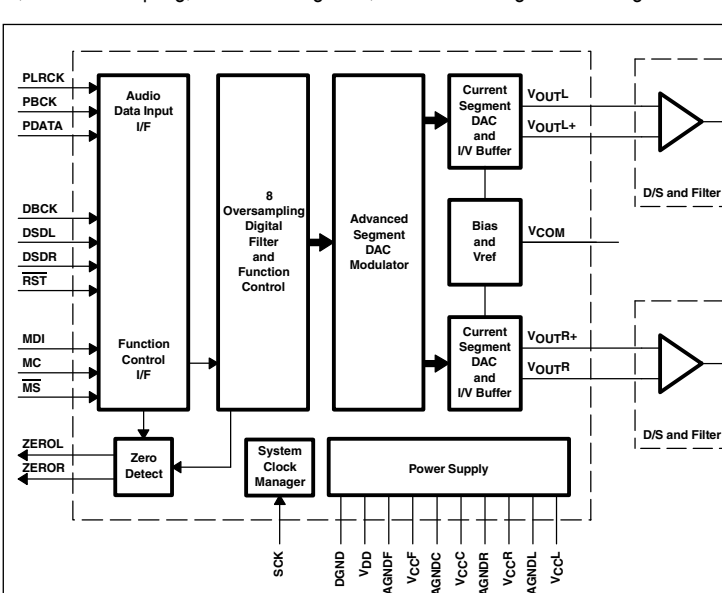 PLRCK
PBCK
PDATA
DBCK
DSDL
DSDR
RST
MDI
MC
MS
ZEROL
ZEROR
Audio
Data Input
I/F
Function
Control
I/F
8
Oversampling
Digital
Filter
and
Function
Control
Advanced
Segment
DAC
Modulator
Current
Segment
DAC
and
I/V Buffer
VOUTL
VOUTL+
D/S and Filter
Bias
and
Vref
VCOM
Current
Segment
DAC
and
I/V Buffer
VOUTR+
VOUTR
D/S and Filter
Zero
Detect
System
Clock
Manager
Power Supply
SCK
DGND
VDD
AGNDF
VCCF
AGNDC
VCCC
AGNDR
VCCR
AGNDL
VCCL